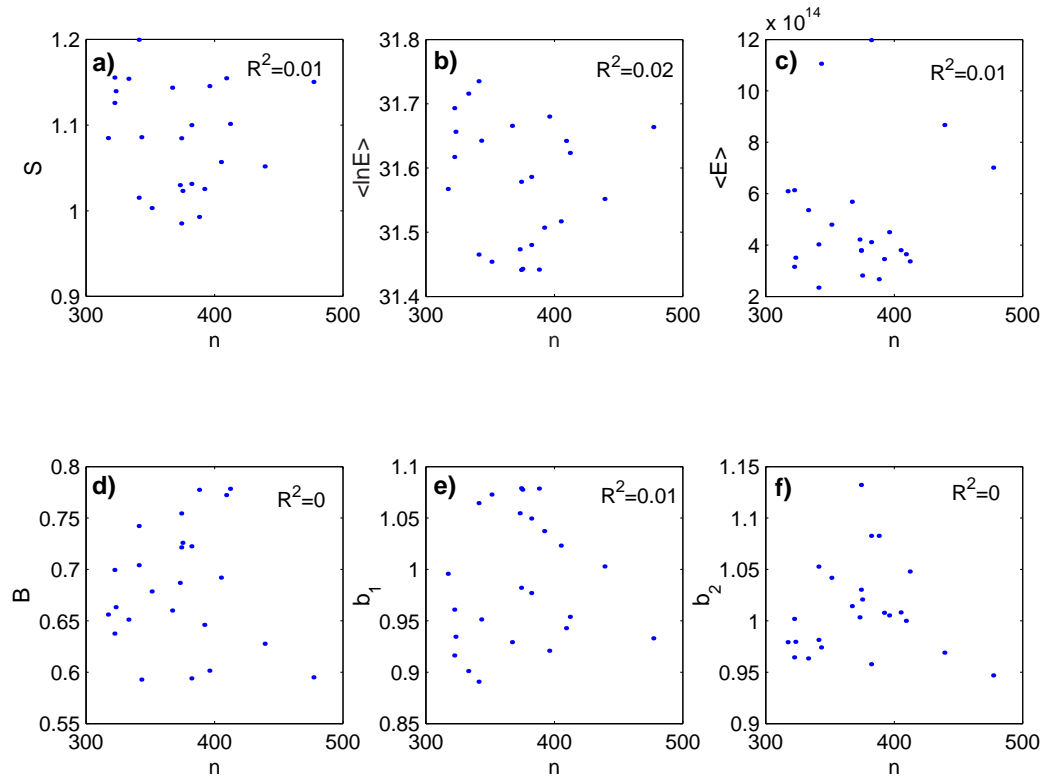 x 10^14
a)
R^2=0.01
1.2
1.1
1
0.9
S
300
400
500
n
b)
R^2=0.02
31.8
31.7
31.6
31.5
31.4
<lnE>
300
400
500
n
c)
R^2=0.01
12
10
8
6
4
2
<E>
300
400
500
n
d)
R^2=0
0.8
0.75
0.7
0.65
0.6
0.55
B
300
400
500
n
e)
R^2=0.01
1.1
1.05
1
0.95
0.9
0.85
b_1
300
400
500
n
f)
R^2=0
1.15
1.1
1.05
1
0.95
0.9
b_2
300
400
500
n